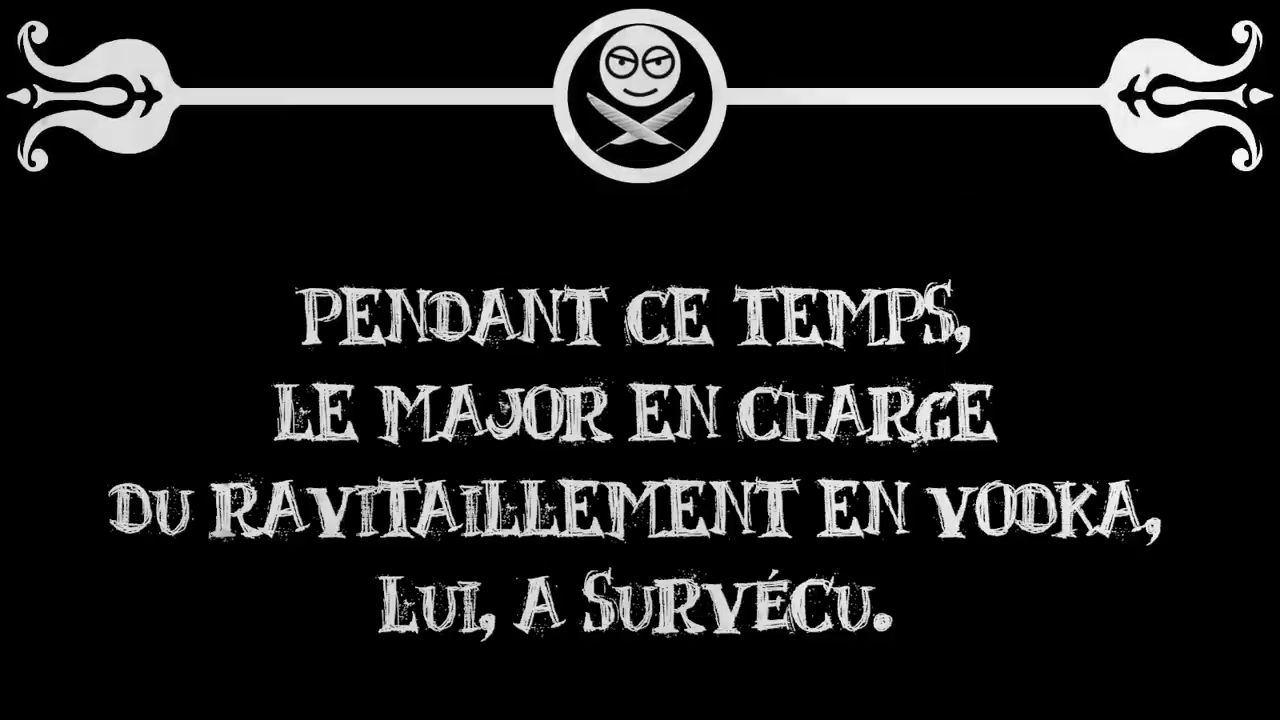 PENDANT CE TEMPS,
LE MAJOR EN CHARGE
DU RAVITAILLEMENT EN VODKA,
LUI, A SURVÉCU.